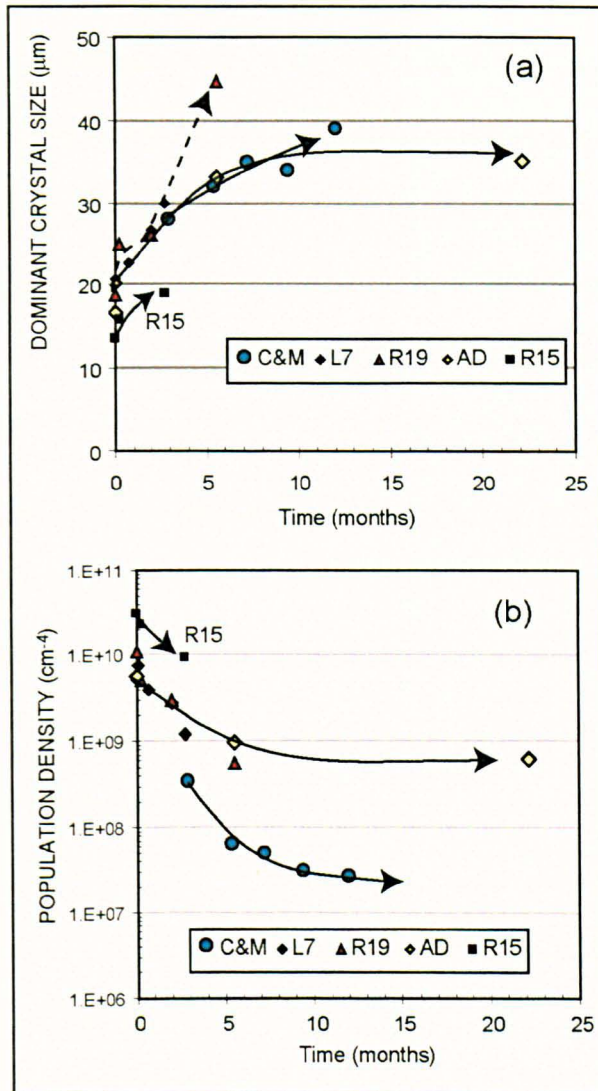 (a)
DOMINANT CRYSTAL SIZE (μm)
50
40
30
20
10
0
R15
C&M L7 R19 AD R15
0 5 10 15 20 25
Time (months)
(b)
POPULATION DENSITY (cm-4)
1.E+11
1.E+10
1.E+09
1.E+08
1.E+07
1.E+06
R15
C&M L7 R19 AD R15
0 5 10 15 20 25
Time (months)